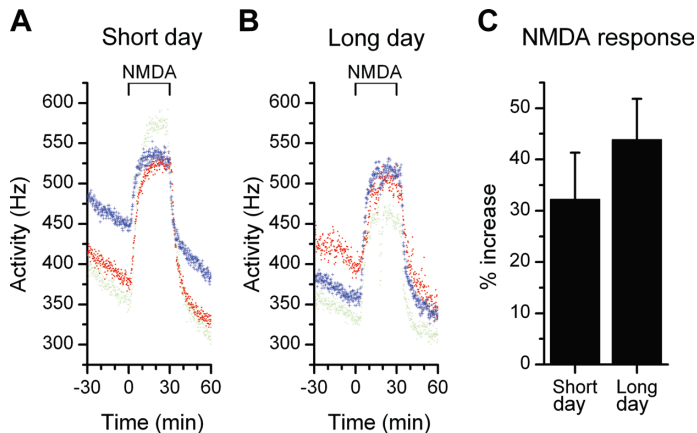 A
Short day
NMDA
600
550
500
450
400
350
300
Activity (Hz)
-30
0
30
60
Time (min)
B
Long day
NMDA
600
550
500
450
400
350
300
Activity (Hz)
-30
0
30
60
Time (min)
C
NMDA response
50
40
30
20
10
0
% increase
Short
day
Long
day